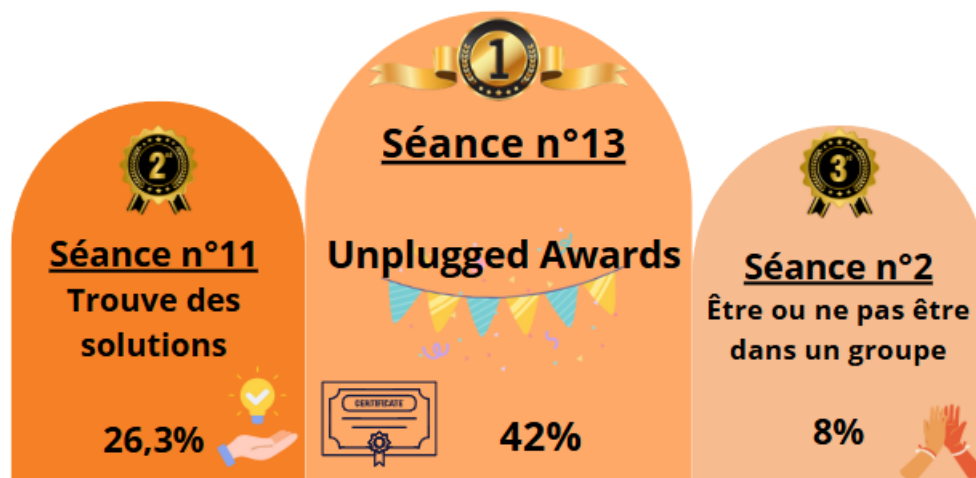 1
Séance n°13
Unplugged Awards
CERTIFICATE
42%
2
Séance n°11
Trouve des
solutions
26,3%
3
Séance n°2
Être ou ne pas être
dans un groupe
8%